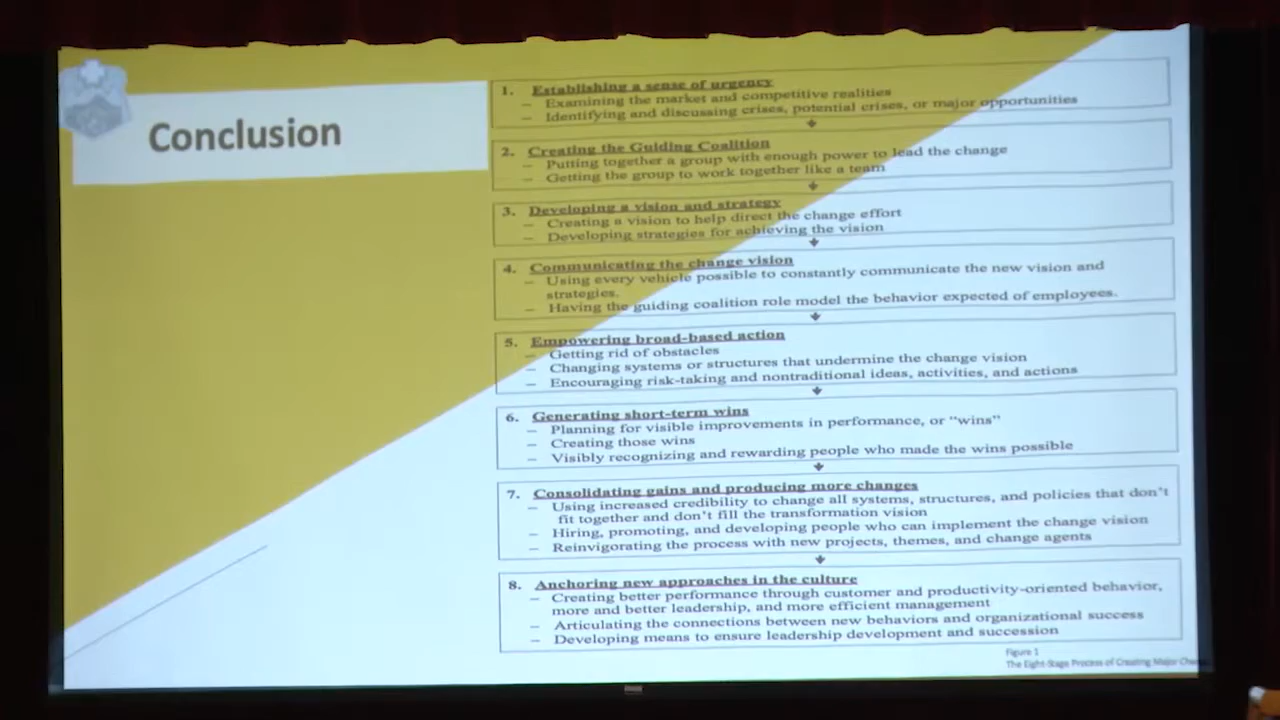 Conclusion
1. Establishing a sense of urgency
– Examining the market and competitive realities
– Identifying and discussing crises, potential crises, or major opportunities
2. Creating the Guiding Coalition
– Putting together a group with enough power to lead the change
– Getting the group to work together like a team
3. Developing a vision and strategy
– Creating a vision to help direct the change effort
– Developing strategies for achieving the vision
4. Communicating the change vision
– Using every vehicle possible to constantly communicate the new vision and
strategies.
– Having the guiding coalition role model the behavior expected of employees.
5. Empowering broad-based action
– Getting rid of obstacles
– Changing systems or structures that undermine the change vision
– Encouraging risk-taking and nontraditional ideas, activities, and actions
6. Generating short-term wins
– Planning for visible improvements in performance, or "wins"
– Creating those wins
– Visibly recognizing and rewarding people who made the wins possible
7. Consolidating gains and producing more changes
– Using increased credibility to change all systems, structures, and policies that don't
fit together and don't fill the transformation vision
– Hiring, promoting, and developing people who can implement the change vision
– Reinvigorating the process with new projects, themes, and change agents
8. Anchoring new approaches in the culture
– Creating better performance through customer and productivity-oriented behavior,
more and better leadership, and more efficient management
– Articulating the connections between new behaviors and organizational success
– Developing means to ensure leadership development and succession
Figure 1
The Eight-Stage Process of Creating Major